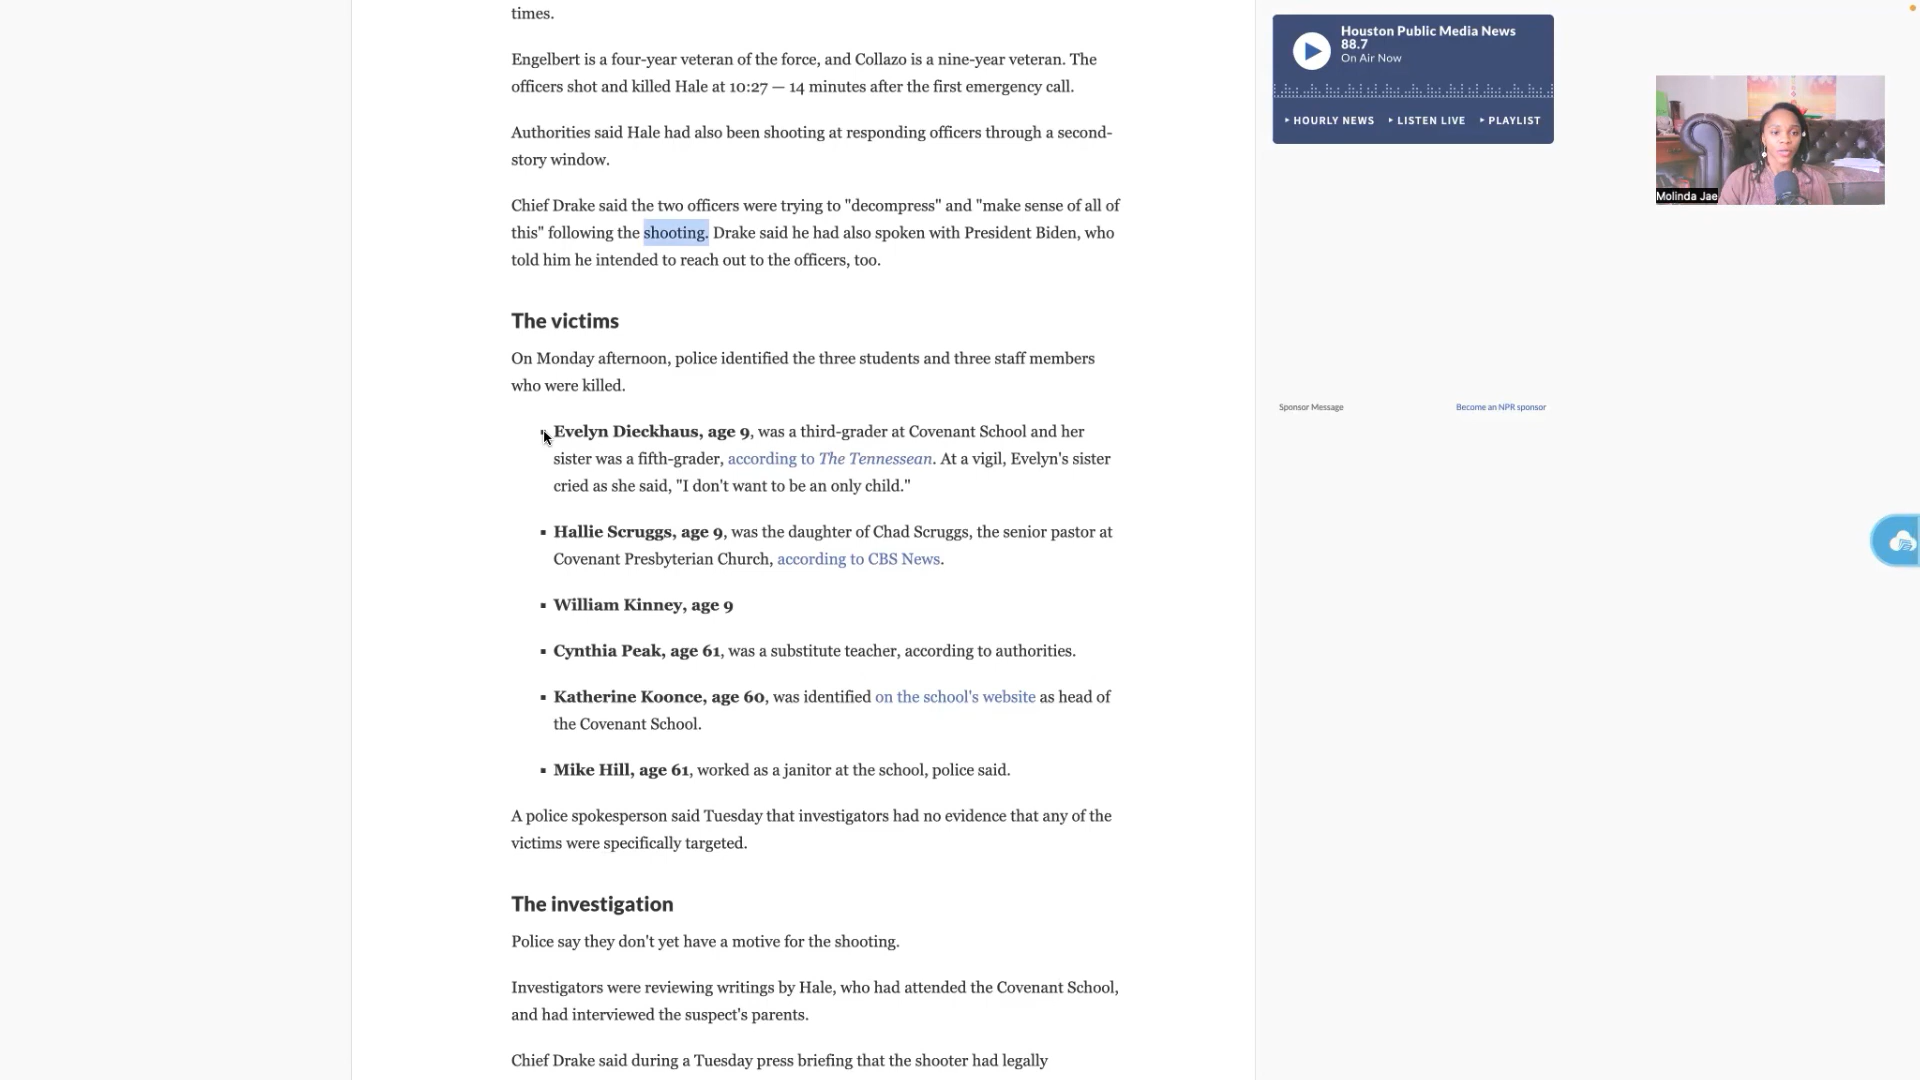 times.
Engelbert is a four-year veteran of the force, and Collazo is a nine-year veteran. The
officers shot and killed Hale at 10:27 — 14 minutes after the first emergency call.
Authorities said Hale had also been shooting at responding officers through a second-
story window.
Chief Drake said the two officers were trying to "decompress" and "make sense of all of
this" following the shooting. Drake said he had also spoken with President Biden, who
told him he intended to reach out to the officers, too.
The victims
On Monday afternoon, police identified the three students and three staff members
who were killed.
▪ Evelyn Dieckhaus, age 9, was a third-grader at Covenant School and her
sister was a fifth-grader, according to The Tennessean. At a vigil, Evelyn's sister
cried as she said, "I don't want to be an only child."
▪ Hallie Scruggs, age 9, was the daughter of Chad Scruggs, the senior pastor at
Covenant Presbyterian Church, according to CBS News.
▪ William Kinney, age 9
▪ Cynthia Peak, age 61, was a substitute teacher, according to authorities.
▪ Katherine Koonce, age 60, was identified on the school's website as head of
the Covenant School.
▪ Mike Hill, age 61, worked as a janitor at the school, police said.
A police spokesperson said Tuesday that investigators had no evidence that any of the
victims were specifically targeted.
The investigation
Police say they don't yet have a motive for the shooting.
Investigators were reviewing writings by Hale, who had attended the Covenant School,
and had interviewed the suspect's parents.
Chief Drake said during a Tuesday press briefing that the shooter had legally
Houston Public Media News
88.7
On Air Now
HOURLY NEWS LISTEN LIVE PLAYLIST
Sponsor Message Become an NPR sponsor
Molinda Jae